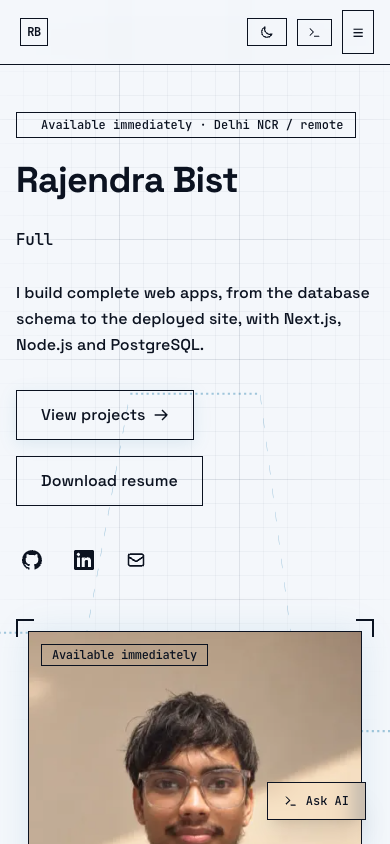 RB
Available immediately · Delhi NCR / remote
Rajendra Bist
Full
I build complete web apps, from the database
schema to the deployed site, with Next.js,
Node.js and PostgreSQL.
View projects →
Download resume
Available immediately
Ask AI